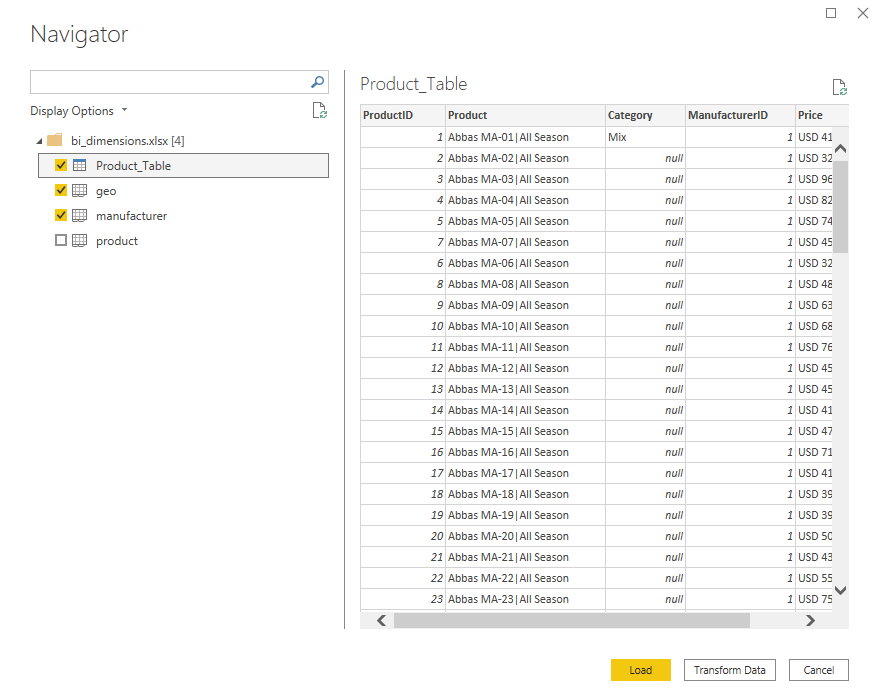 Navigator
Display Options
bi_dimensions.xlsx [4]
Product_Table
geo
manufacturer
product
Product_Table
ProductID Product Category ManufacturerID Price
1 Abbas MA-01|All Season Mix 1 USD 41
2 Abbas MA-02|All Season null 1 USD 32
3 Abbas MA-03|All Season null 1 USD 96
4 Abbas MA-04|All Season null 1 USD 82
5 Abbas MA-05|All Season null 1 USD 74
7 Abbas MA-07|All Season null 1 USD 45
6 Abbas MA-06|All Season null 1 USD 32
8 Abbas MA-08|All Season null 1 USD 48
9 Abbas MA-09|All Season null 1 USD 63
10 Abbas MA-10|All Season null 1 USD 68
11 Abbas MA-11|All Season null 1 USD 76
12 Abbas MA-12|All Season null 1 USD 45
13 Abbas MA-13|All Season null 1 USD 45
14 Abbas MA-14|All Season null 1 USD 41
15 Abbas MA-15|All Season null 1 USD 47
16 Abbas MA-16|All Season null 1 USD 71
17 Abbas MA-17|All Season null 1 USD 41
18 Abbas MA-18|All Season null 1 USD 39
19 Abbas MA-19|All Season null 1 USD 39
20 Abbas MA-20|All Season null 1 USD 50
21 Abbas MA-21|All Season null 1 USD 43
22 Abbas MA-22|All Season null 1 USD 55
23 Abbas MA-23|All Season null 1 USD 75
Load Transform Data Cancel